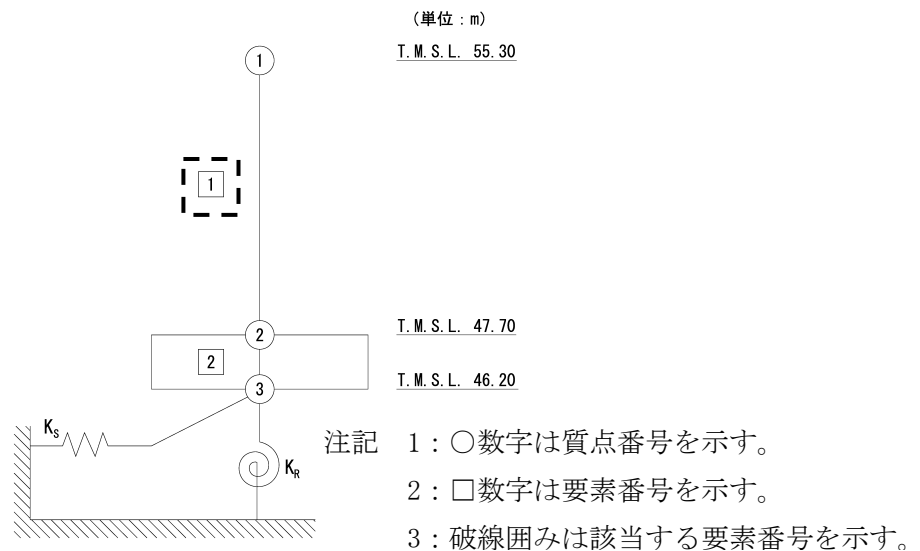 (単位:m)
T.M.S.L. 55.30
1
1
T.M.S.L. 47.70
2
2
T.M.S.L. 46.20
3
KS
KR
注記 1:○数字は質点番号を示す。
2:□数字は要素番号を示す。
3:破線囲みは該当する要素番号を示す。